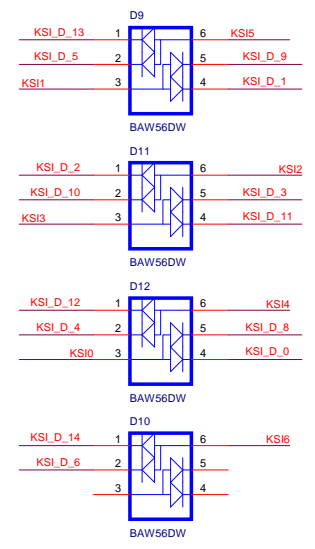 D9
KSI_D_13 1 6 KSI5
KSI_D_5 2 5 KSI_D_9
KSI1 3 4 KSI_D_1
BAW56DW
D11
KSI_D_2 1 6 KSI2
KSI_D_10 2 5 KSI_D_3
KSI3 3 4 KSI_D_11
BAW56DW
D12
KSI_D_12 1 6 KSI4
KSI_D_4 2 5 KSI_D_8
KSI0 3 4 KSI_D_0
BAW56DW
D10
KSI_D_14 1 6 KSI6
KSI_D_6 2 5
3 4
BAW56DW